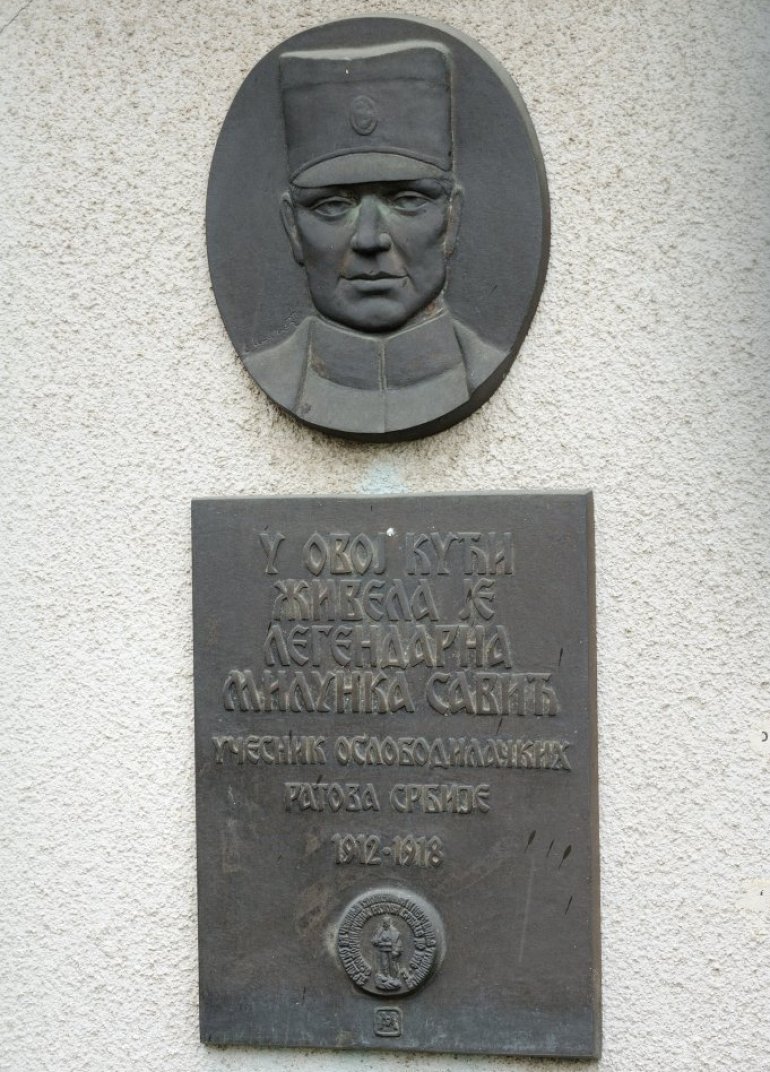 У ОВОЈ КУЋИ
ЖИВЕЛА ЈЕ
ЛЕГЕНДАРНА
МИЛУНКА САВИЋ
УЧЕСНИК ОСЛОБОДИЛАЧКИХ
РАТОВА СРБИЈЕ
1912-1918